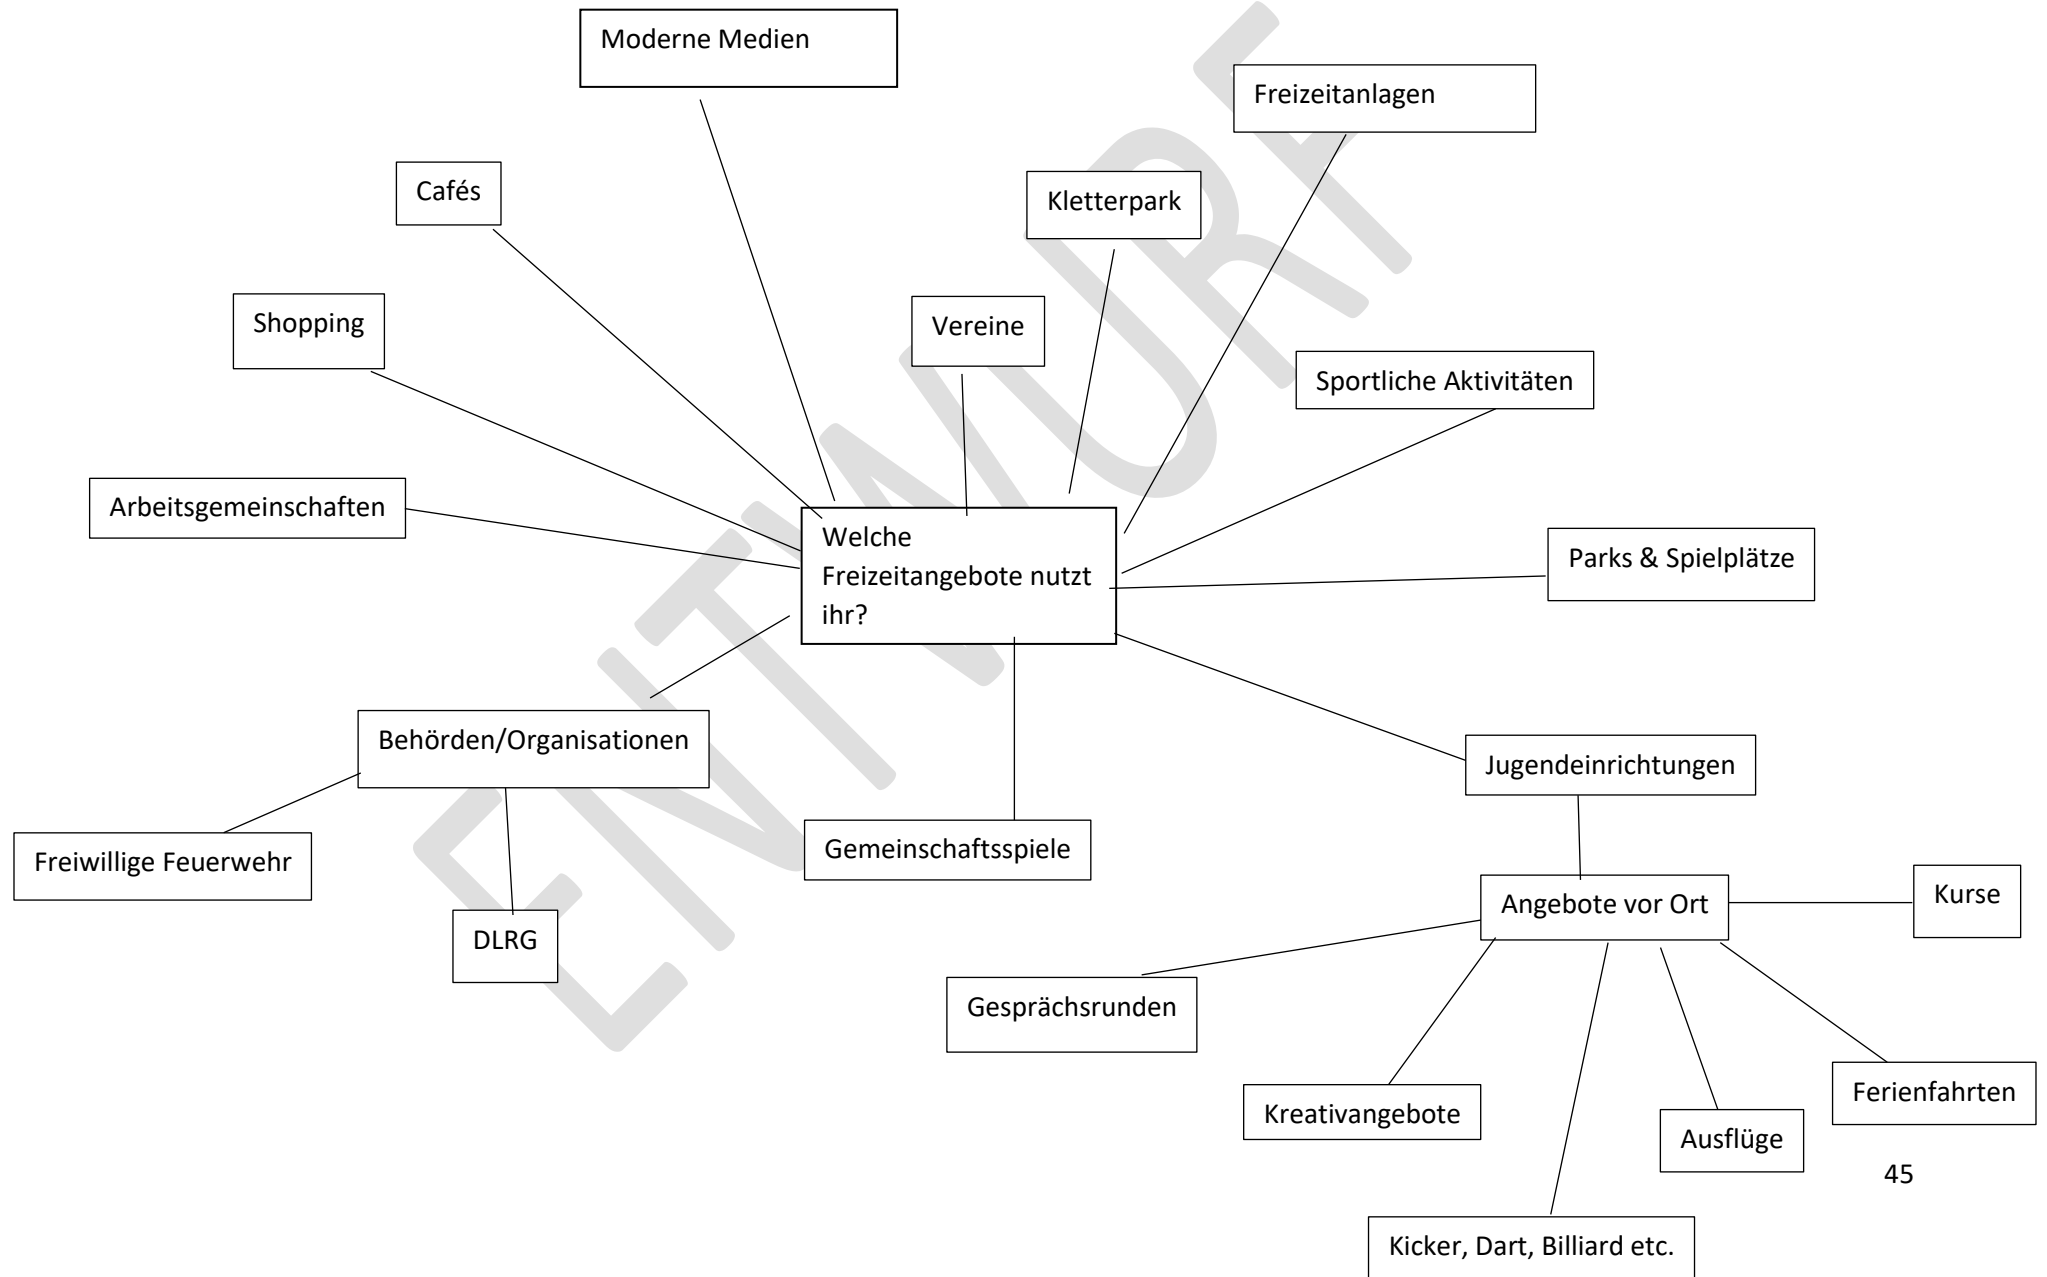 Moderne Medien
Freizeitanlagen
Cafés
Kletterpark
Shopping
Vereine
Sportliche Aktivitäten
Arbeitsgemeinschaften
Welche
Freizeitangebote nutzt
ihr?
Parks & Spielplätze
Behörden/Organisationen
Jugendeinrichtungen
Freiwillige Feuerwehr
Gemeinschaftsspiele
DLRG
Angebote vor Ort
Kurse
Gesprächsrunden
Kreativangebote
Ausflüge
Ferienfahrten
Kicker, Dart, Billiard etc.
45
ENTWURF